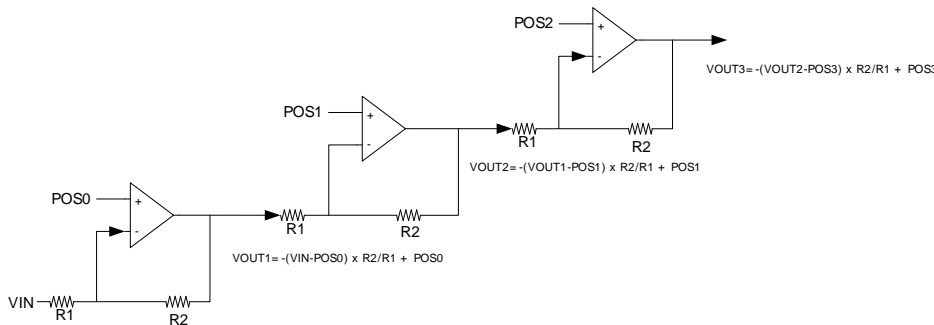 POS2
+
-
VOUT3= -(VOUT2-POS3) x R2/R1 + POS3
R1
R2
POS1
+
-
VOUT2= -(VOUT1-POS1) x R2/R1 + POS1
R1
R2
POS0
+
-
VOUT1= -(VIN-POS0) x R2/R1 + POS0
VIN
R1
R2